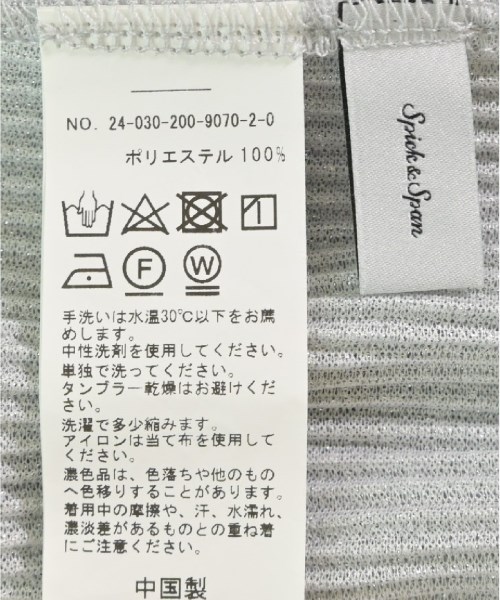 NO. 24-030-200-9070-2-0
ポリエステル 100%
F
W
手洗いは水温30℃以下をお薦
めします。
中性洗剤を使用してください。
単独で洗ってください。
タンブラー乾燥はお避けくだ
さい。
洗濯で多少縮みます。
アイロンは当て布を使用して
ください。
濃色品は、色落ちや他のもの
へ色移りすることがあります。
着用中の摩擦や、汗、水濡れ、
濃淡差があるものとの重ね着
にご注意ください。
中国製
Spick & Span